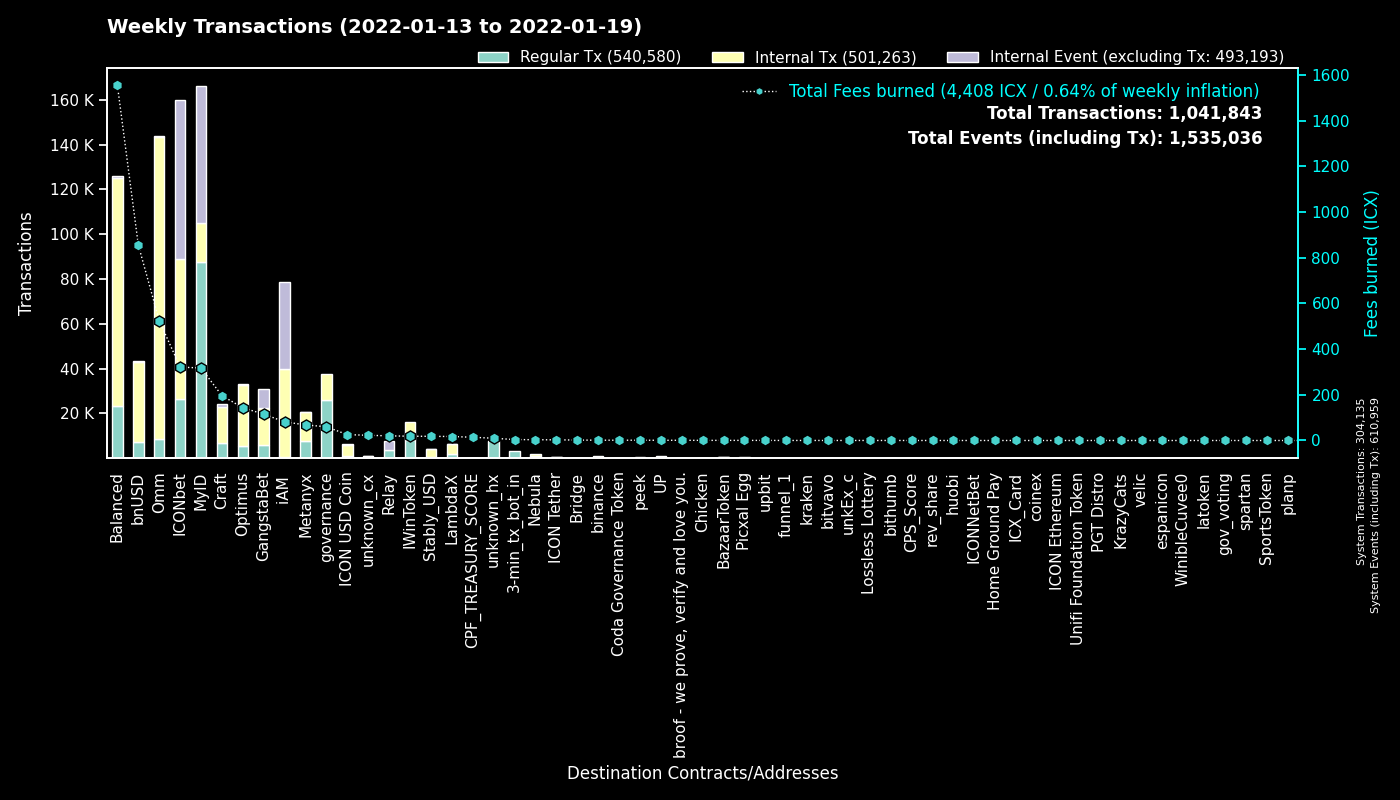 Weekly Transactions (2022-01-13 to 2022-01-19)
Regular Tx (540,580)
Internal Tx (501,263)
Internal Event (excluding Tx: 493,193)
Total Fees burned (4,408 ICX / 0.64% of weekly inflation)
Total Transactions: 1,041,843
Total Events (including Tx): 1,535,036
Transactions
160 K
140 K
120 K
100 K
80 K
60 K
40 K
20 K
1600
1400
1200
1000
800
600
400
200
0
Fees burned (ICX)
System Transactions: 304,135
System Events (including Tx): 610,959
Balanced
bnUSD
Omm
ICONbet
MyID
Craft
Optimus
GangstaBet
iAM
Metanyx
governance
ICON USD Coin
unknown_cx
Relay
IWinToken
Stably_USD
LambdaX
CPF_TREASURY_SCORE
unknown_hx
3-min_tx_bot_in
Nebula
ICON Tether
Bridge
binance
Coda Governance Token
peek
UP
broof - we prove, verify and love you.
Chicken
BazaarToken
Picxal Egg
upbit
funnel_1
kraken
bitvavo
unkEx_c
Lossless Lottery
bithumb
CPS_Score
rev_share
huobi
ICONNetBet
Home Ground Pay
ICX_Card
coinex
ICON Ethereum
Unifi Foundation Token
PGT Distro
KrazyCats
velic
espanicon
WinibleCuvee0
latoken
gov_voting
spartan
SportsToken
planp
Destination Contracts/Addresses